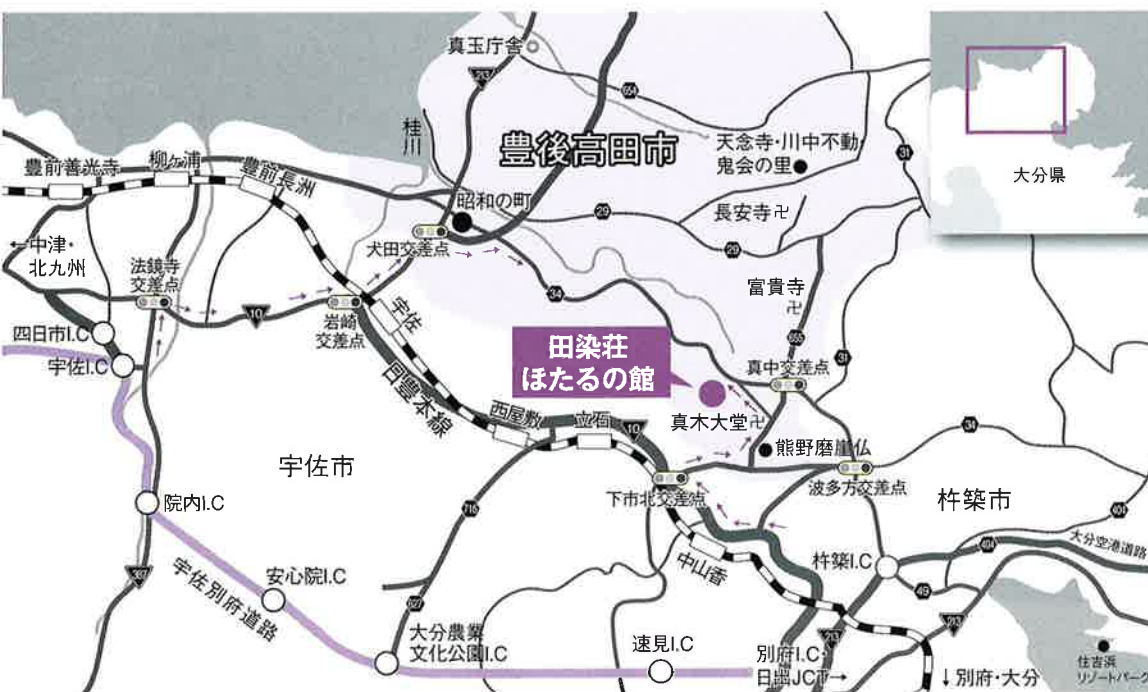 真玉庁舎
213
654
桂川
豊後高田市
天念寺・川中不動
鬼会の里
31
大分県
豊前善光寺
柳ヶ浦
豊前長洲
昭和の町
29
長安寺
犬田交差点
29
←中津・
北九州
法鏡寺
交差点
34
富貴寺
10
岩崎
交差点
宇佐
四日市I.C
宇佐I.C
田染荘
ほたるの館
655
31
真中交差点
日豊本線
西屋敷
立石
10
真木大堂
34
熊野磨崖仏
宇佐市
下市北交差点
波多方交差点
杵築市
院内I.C
716
404
大分空港道路
中山香
杵築I.C
387
宇佐別府道路
安心院I.C
49
627
大分農業
文化公園I.C
速見I.C
213
213
別府I.C・
日出JCT→
↓別府・大分
住吉浜
リゾートパーク